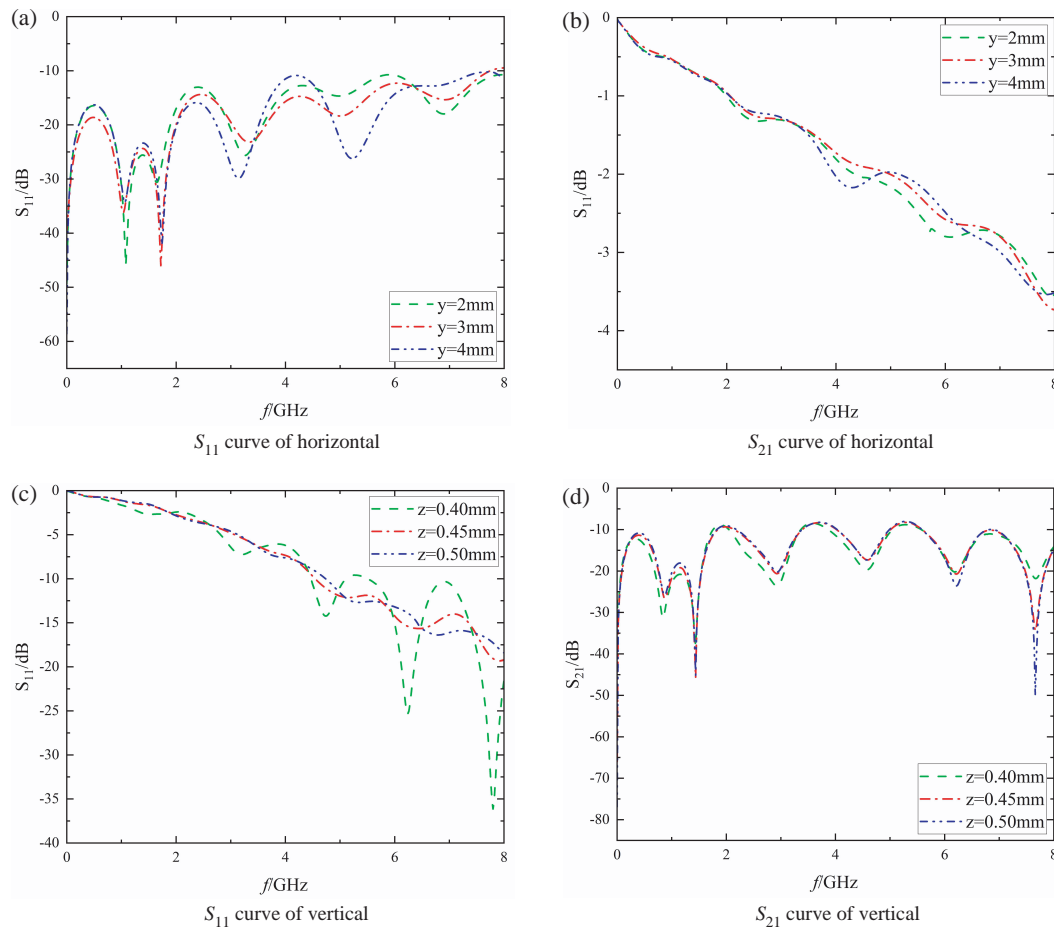 (a)
0
-10
-20
-30
-40
-50
-60
S11/dB
y=2mm
y=3mm
y=4mm
0 2 4 6 8
f/GHz
S11 curve of horizontal
(b)
0
-1
-2
-3
-4
S11/dB
y=2mm
y=3mm
y=4mm
0 2 4 6 8
f/GHz
S21 curve of horizontal
(c)
0
-5
-10
-15
-20
-25
-30
-35
-40
S11/dB
z=0.40mm
z=0.45mm
z=0.50mm
0 2 4 6 8
f/GHz
S11 curve of vertical
(d)
0
-10
-20
-30
-40
-50
-60
-70
-80
S21/dB
z=0.40mm
z=0.45mm
z=0.50mm
0 2 4 6 8
f/GHz
S21 curve of vertical